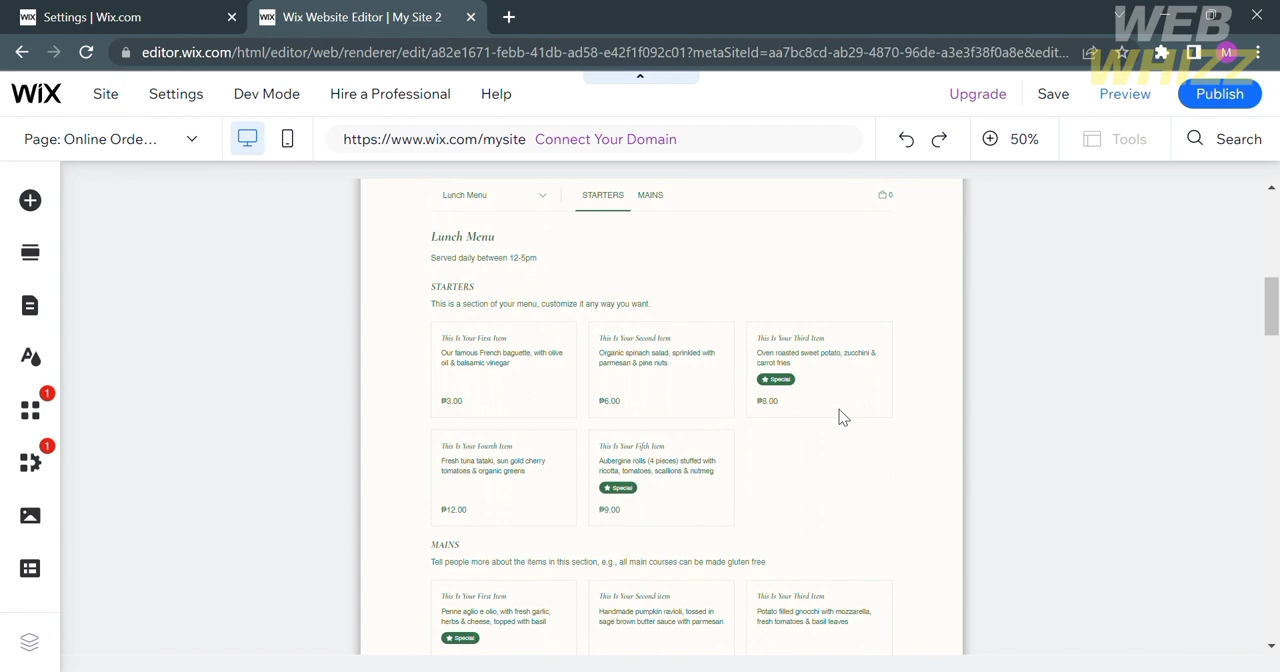 WIX Settings | Wix.com
WIX Wix Website Editor | My Site 2
editor.wix.com/html/editor/web/renderer/edit/a82e1671-febb-41db-ad58-e42f1f092c01?metaSiteId=aa7bc8cd-ab29-4870-96de-a3e3f38f0a8e&edit...
M
WEB
WHIZZ
WiX Site Settings Dev Mode Hire a Professional Help Upgrade Save Preview Publish
Page: Online Orde... https://www.wix.com/mysite Connect Your Domain 50% Tools Search
1
1
Lunch Menu STARTERS MAINS 0
Lunch Menu
Served daily between 12-5pm
STARTERS
This is a section of your menu, customize it any way you want.
This Is Your First Item
Our famous French baguette, with olive
oil & balsamic vinegar
₱3.00
This Is Your Second Item
Organic spinach salad, sprinkled with
parmesan & pine nuts
₱6.00
This Is Your Third Item
Oven roasted sweet potato, zucchini &
carrot fries
Special
₱8.00
This Is Your Fourth Item
Fresh tuna tataki, sun gold cherry
tomatoes & organic greens
₱12.00
This Is Your Fifth Item
Aubergine rolls (4 pieces) stuffed with
ricotta, tomatoes, scallions & nutmeg
Special
₱9.00
MAINS
Tell people more about the items in this section, e.g., all main courses can be made gluten free
This Is Your First Item
Penne aglio e olio, with fresh garlic,
herbs & cheese, topped with basil
Special
This Is Your Second item
Handmade pumpkin ravioli, tossed in
sage brown butter sauce with parmesan
This Is Your Third Item
Potato filled gnocchi with mozzarella,
fresh tomatoes & basil leaves